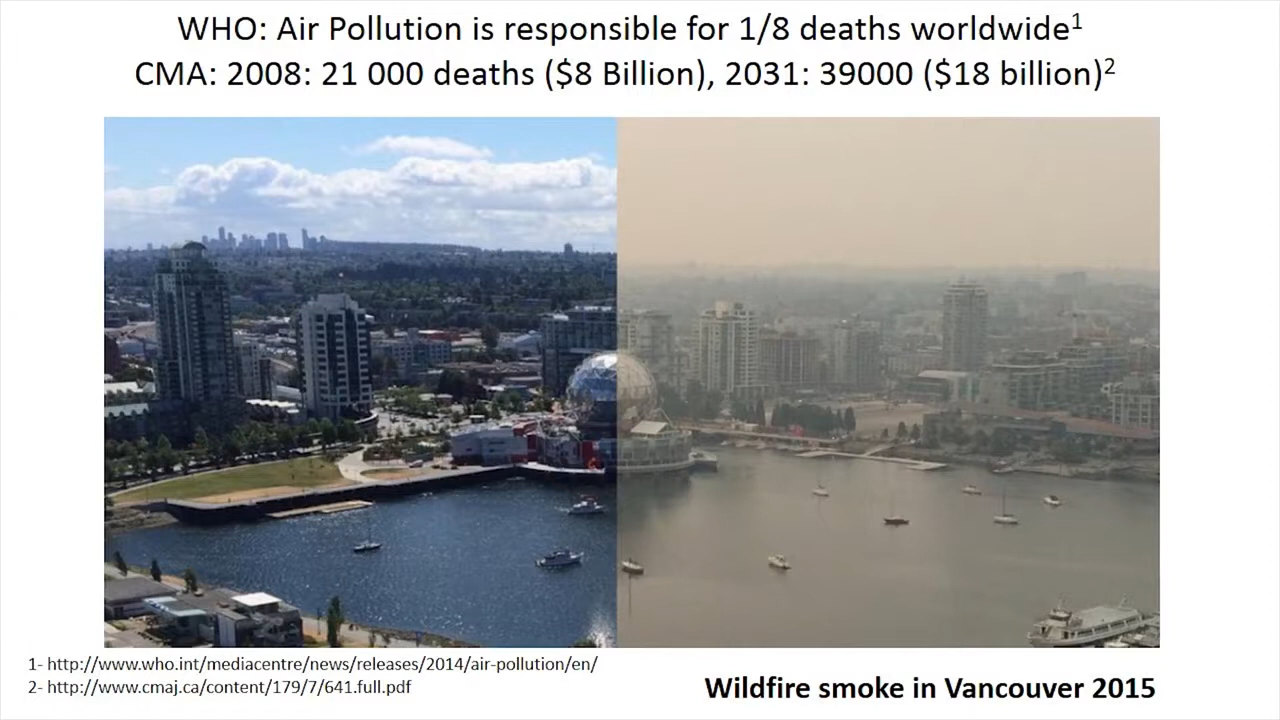 WHO: Air Pollution is responsible for 1/8 deaths worldwide¹
CMA: 2008: 21 000 deaths ($8 Billion), 2031: 39000 ($18 billion)²
1- http://www.who.int/mediacentre/news/releases/2014/air-pollution/en/
2- http://www.cmaj.ca/content/179/7/641.full.pdf
Wildfire smoke in Vancouver 2015